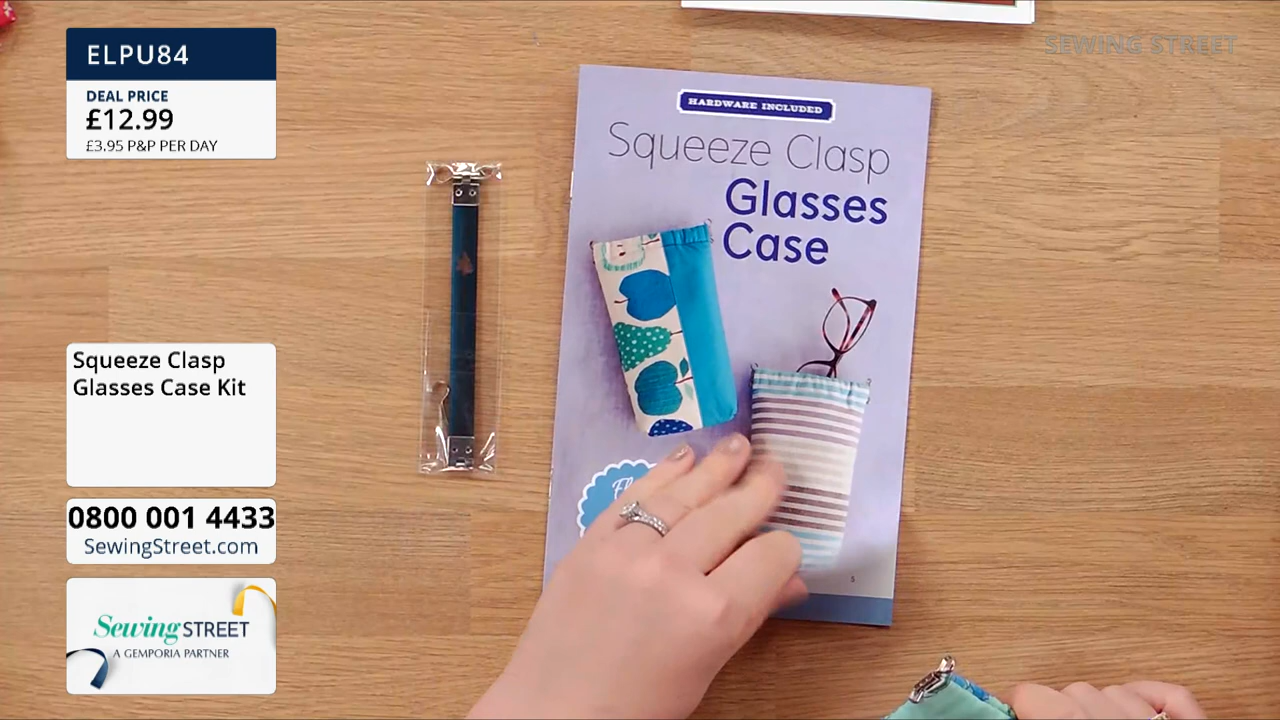 ELPU84
DEAL PRICE
£12.99
£3.95 P&P PER DAY
Squeeze Clasp
Glasses Case Kit
0800 001 4433
SewingStreet.com
Sewing STREET
A GEMPORIA PARTNER
SEWING STREET
HARDWARE INCLUDED
Squeeze Clasp
Glasses
Case
5